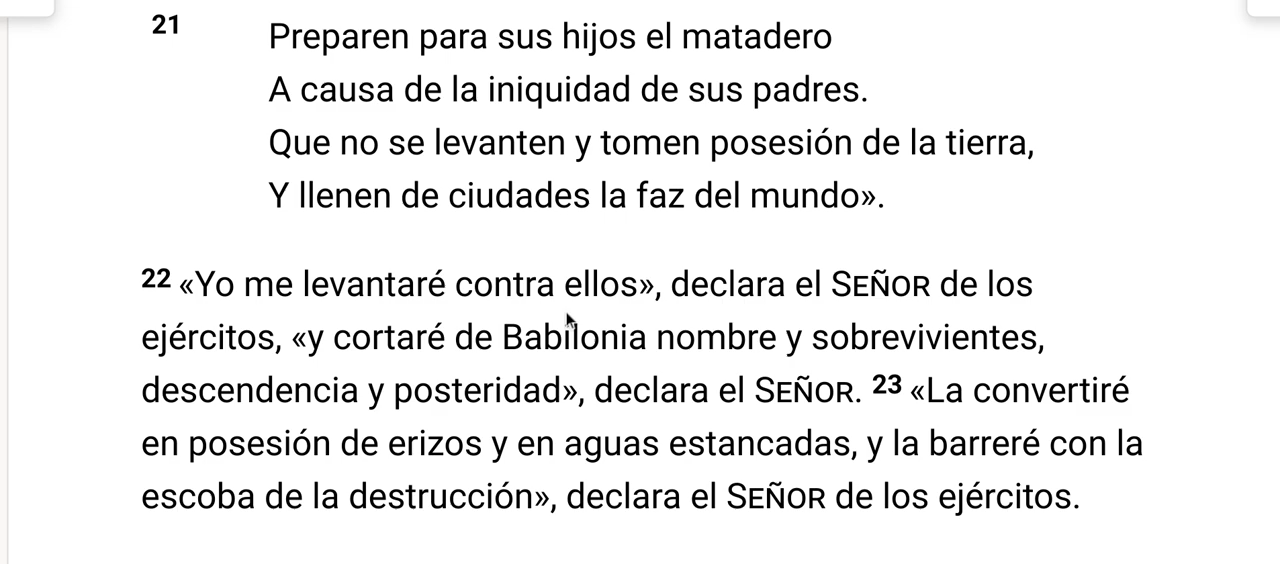 21 Preparen para sus hijos el matadero
A causa de la iniquidad de sus padres.
Que no se levanten y tomen posesión de la tierra,
Y llenen de ciudades la faz del mundo».
22 «Yo me levantaré contra ellos», declara el SEÑOR de los
ejércitos, «y cortaré de Babilonia nombre y sobrevivientes,
descendencia y posteridad», declara el SEÑOR. 23 «La convertiré
en posesión de erizos y en aguas estancadas, y la barreré con la
escoba de la destrucción», declara el SEÑOR de los ejércitos.